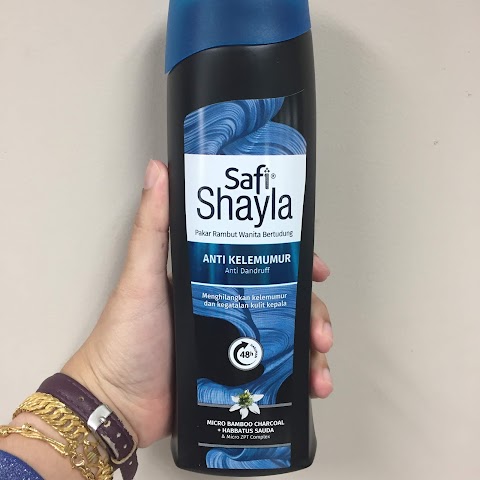 Safi®
Shayla
Pakar Rambut Wanita Bertudung
ANTI KELEMUMUR
Anti Dandruff
Menghilangkan kelemumur
dan kegatalan kulit kepala
48h
MICRO BAMBOO CHARCOAL
+ HABBATUS SAUDA
& Micro ZPT Complex